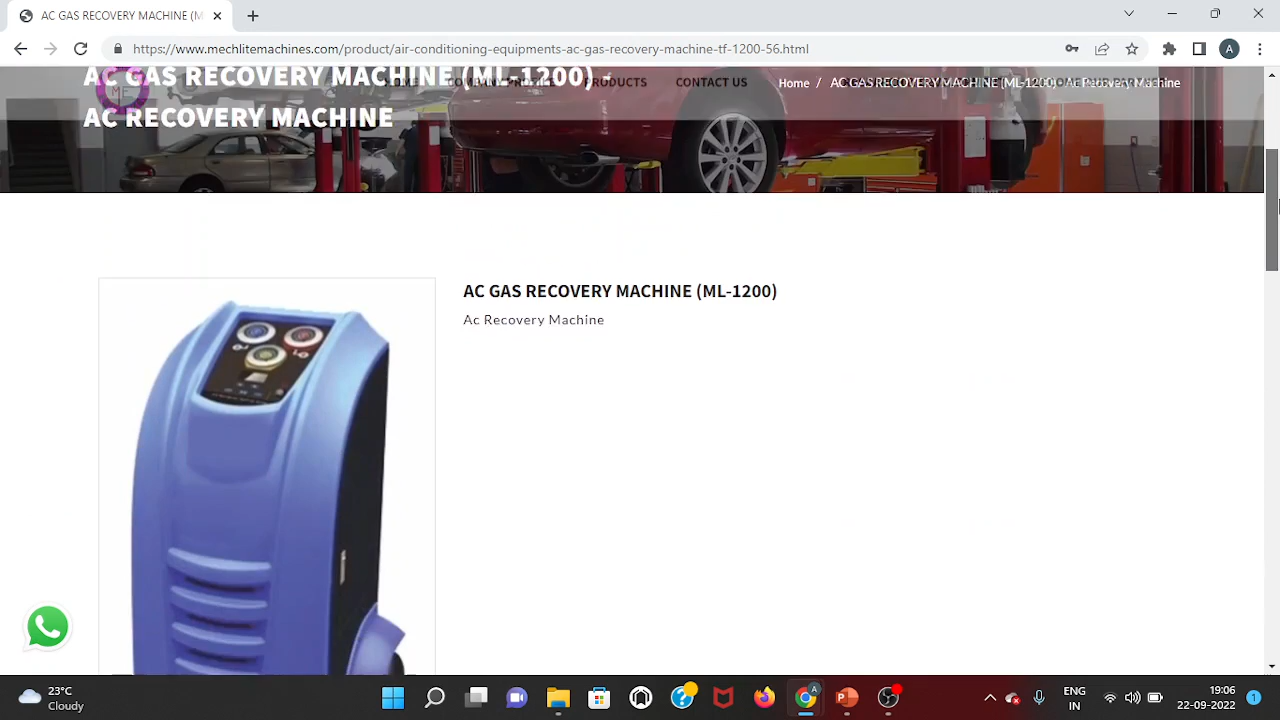 AC GAS RECOVERY MACHINE (M
https://www.mechlitemachines.com/product/air-conditioning-equipments-ac-gas-recovery-machine-tf-1200-56.html
A
AC GAS RECOVERY MACHINE (ML-1200) -
AC RECOVERY MACHINE
ME
PRODUCTS
CONTACT US
Home / AC GAS RECOVERY MACHINE (ML-1200) - Ac Recovery Machine
AC GAS RECOVERY MACHINE (ML-1200)
Ac Recovery Machine
23°C
Cloudy
ENG
IN
19:06
22-09-2022
1